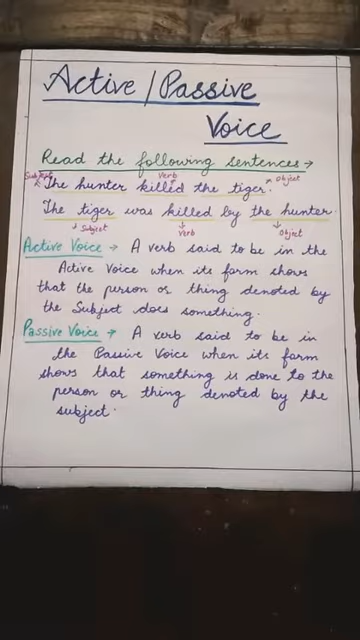 Active / Passive
Voice
Read the following sentences →
Subject Verb Object
The hunter killed the tiger.
The tiger was killed by the hunter.
Subject Verb Object
Active Voice → A verb said to be in the
Active Voice when its form shows
that the person or thing denoted by
the Subject does something.
Passive Voice → A verb said to be in
the Passive Voice when its form
shows that something is done to the
person or thing denoted by the
subject.